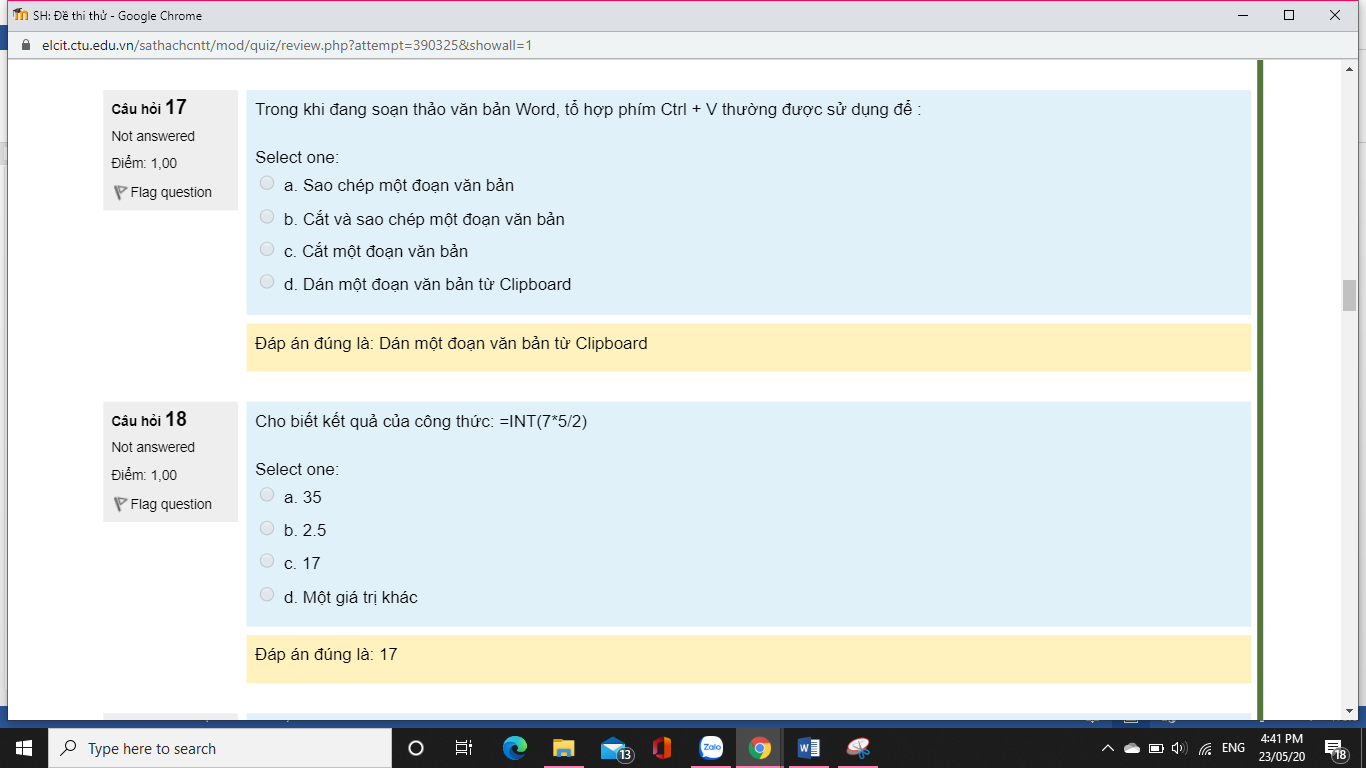 SH: Đề thi thử - Google Chrome
elcit.ctu.edu.vn/sathachcntt/mod/quiz/review.php?attempt=390325&showall=1
Câu hỏi 17
Not answered
Điểm: 1,00
Flag question
Trong khi đang soạn thảo văn bản Word, tổ hợp phím Ctrl + V thường được sử dụng để :
Select one:
a. Sao chép một đoạn văn bản
b. Cắt và sao chép một đoạn văn bản
c. Cắt một đoạn văn bản
d. Dán một đoạn văn bản từ Clipboard
Đáp án đúng là: Dán một đoạn văn bản từ Clipboard
Câu hỏi 18
Not answered
Điểm: 1,00
Flag question
Cho biết kết quả của công thức: =INT(7*5/2)
Select one:
a. 35
b. 2.5
c. 17
d. Một giá trị khác
Đáp án đúng là: 17
Type here to search
13
Zalo
ENG
4:41 PM
23/05/20
18